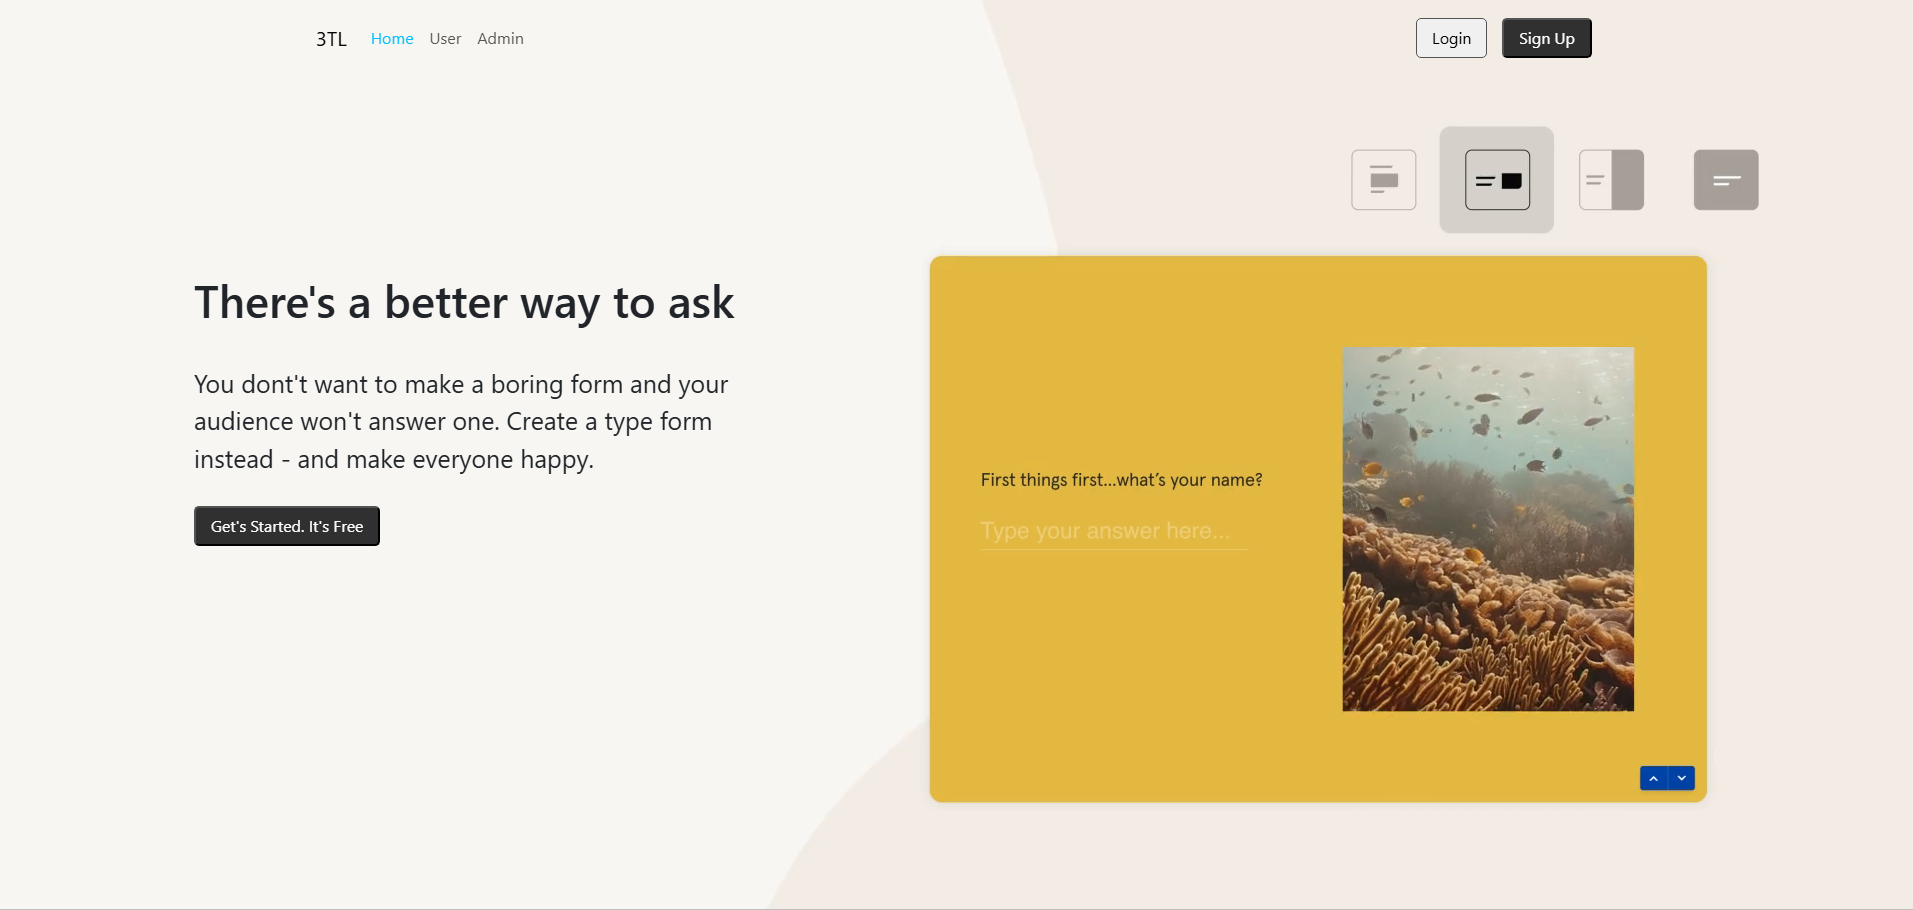 3TL Home User Admin Login Sign Up
There's a better way to ask
You dont't want to make a boring form and your
audience won't answer one. Create a type form
instead - and make everyone happy.
Get's Started. It's Free
First things first...what's your name?
Type your answer here...